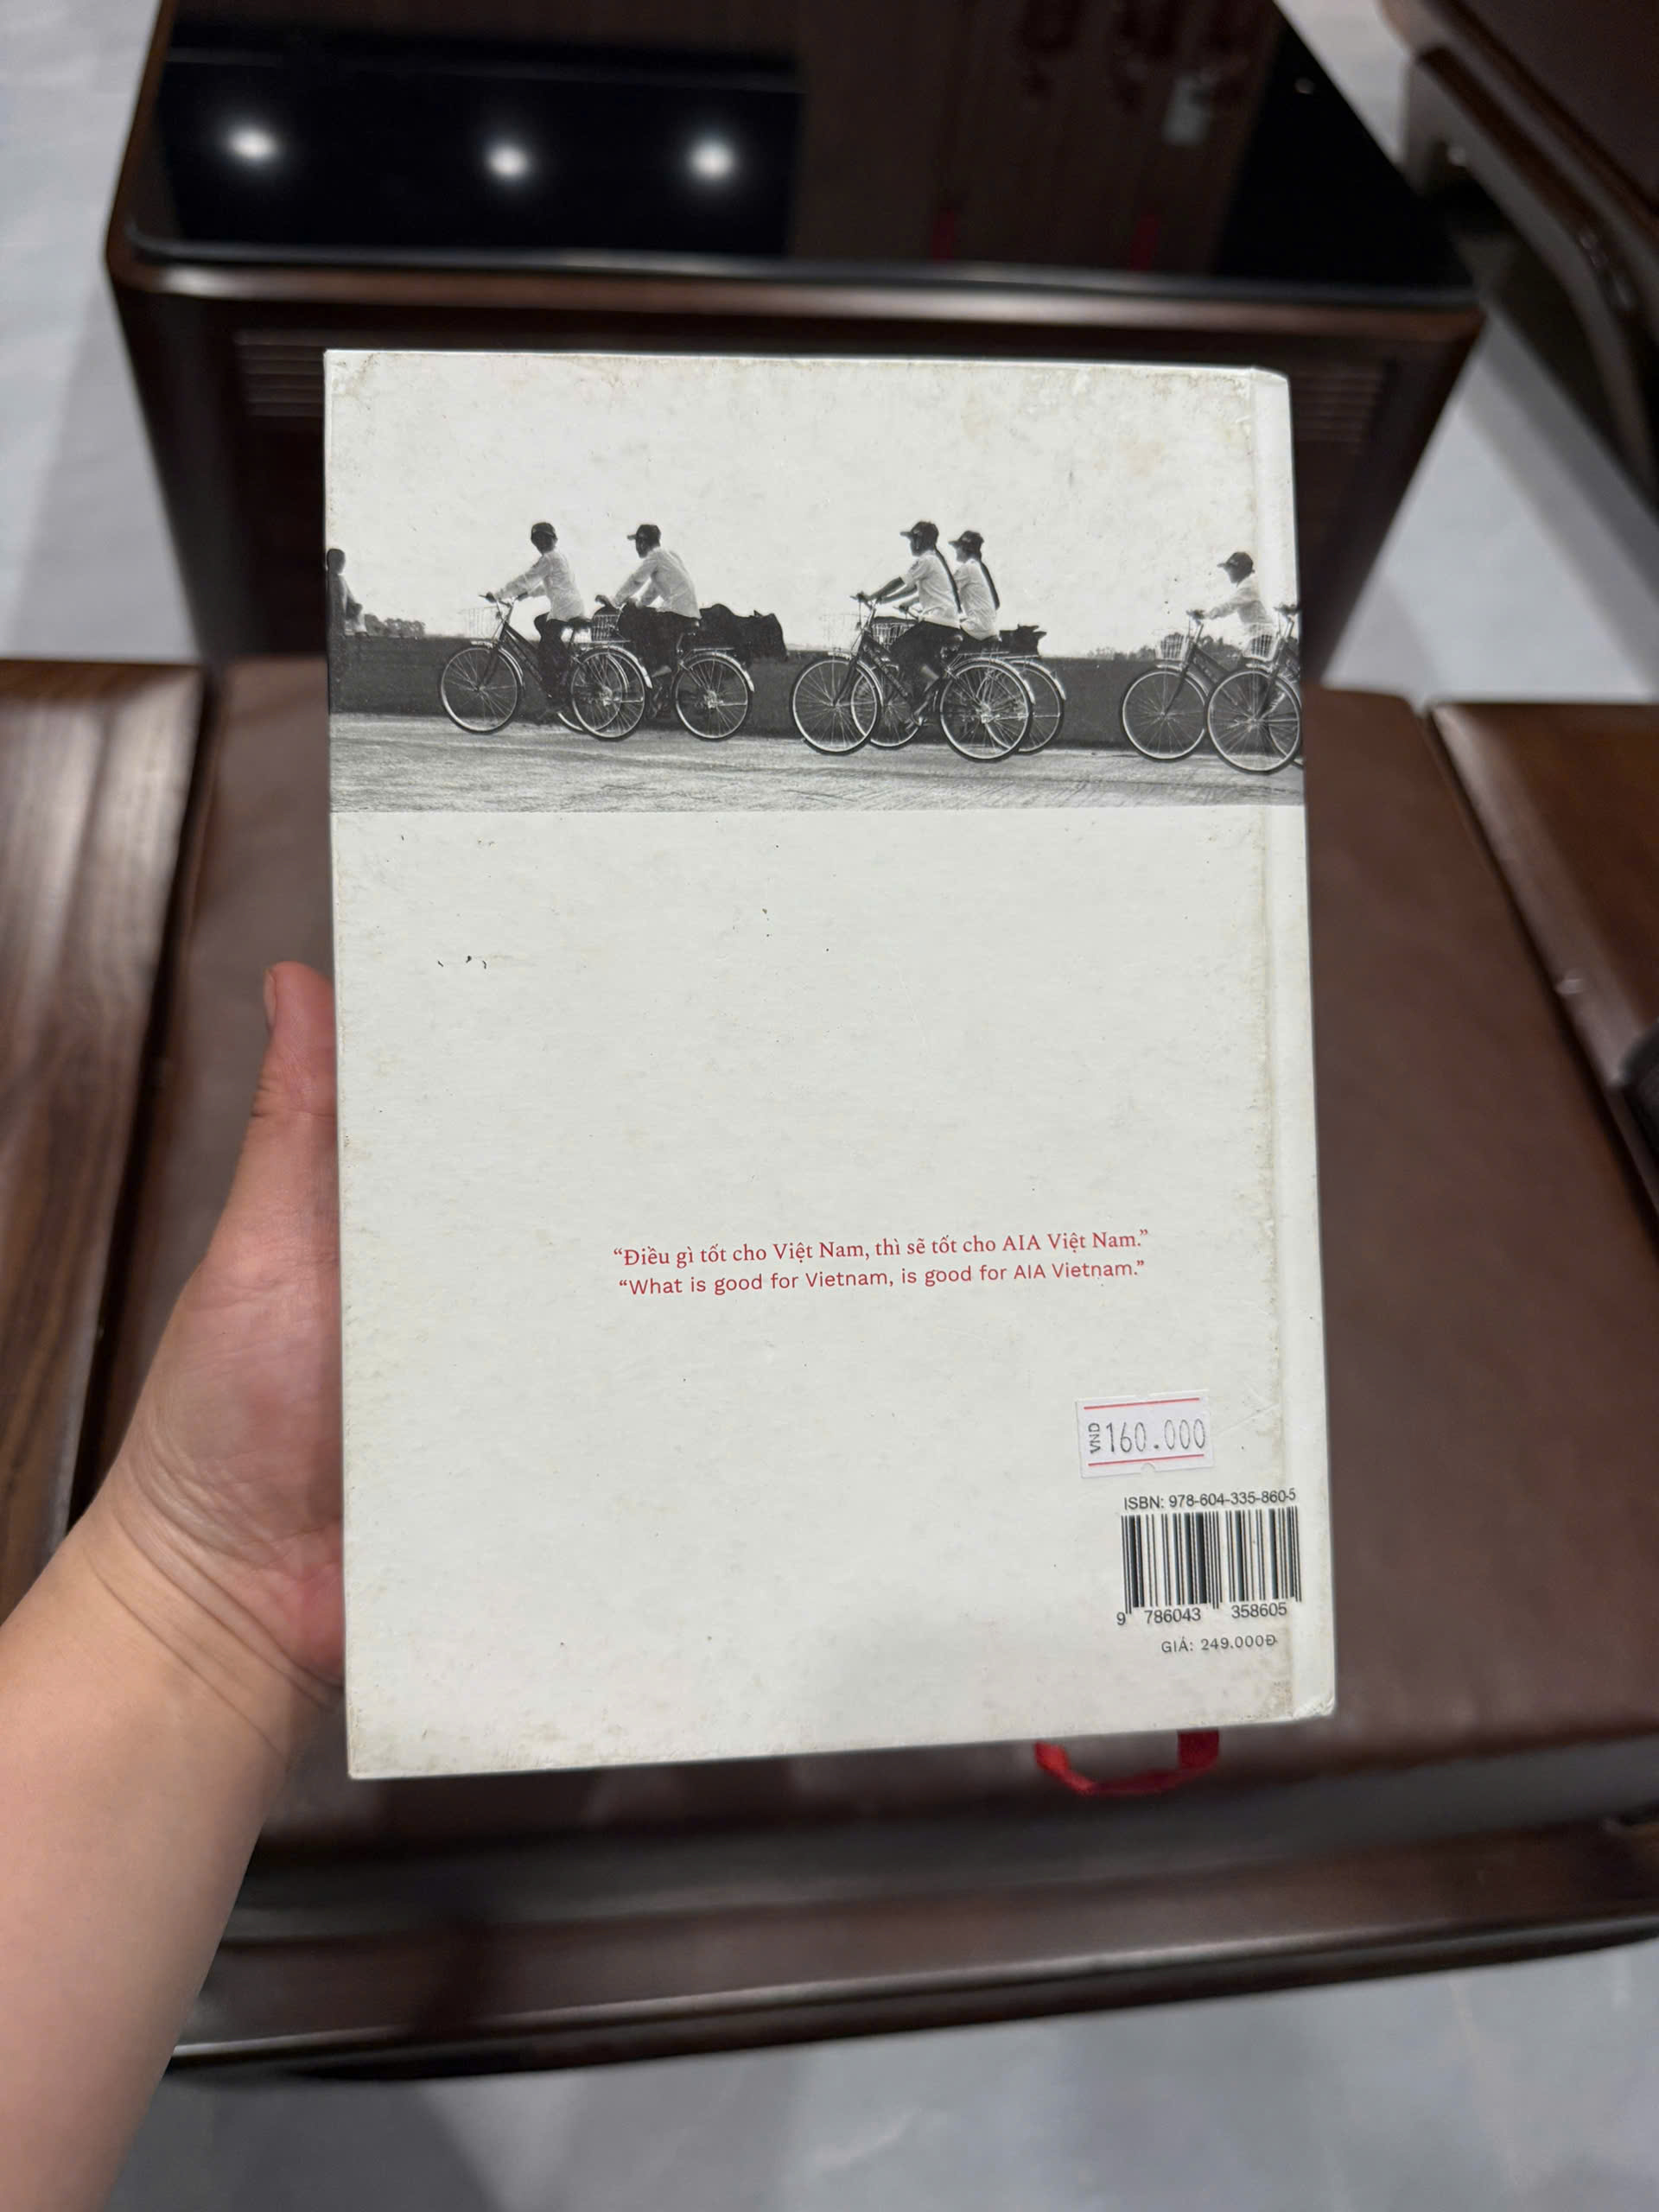 “Điều gì tốt cho Việt Nam, thì sẽ tốt cho AIA Việt Nam.”
“What is good for Vietnam, is good for AIA Vietnam.”
VND 160.000
ISBN: 978-604-335-860-5
9 786043 358605
GIÁ: 249.000Đ